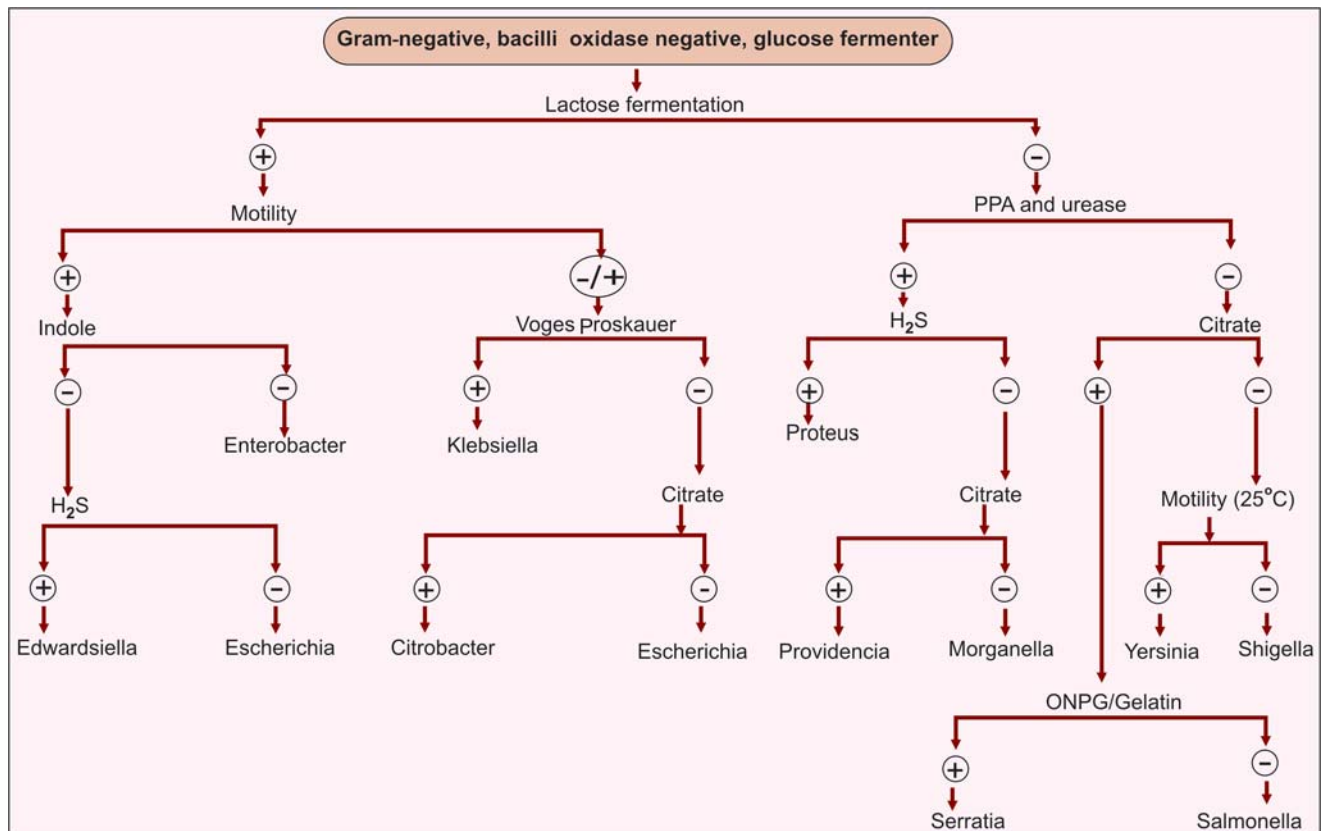 Gram-negative, bacilli oxidase negative, glucose fermenter
Lactose fermentation
+ −
Motility PPA and urease
+ −/+ + −
Indole Voges Proskauer H₂S Citrate
− − + − + − + −
Enterobacter Klebsiella Proteus
H₂S Citrate Citrate Motility (25°C)
+ − + - + − + −
Edwardsiella Escherichia Citrobacter Escherichia Providencia Morganella Yersinia Shigella
ONPG/Gelatin
+ −
Serratia Salmonella